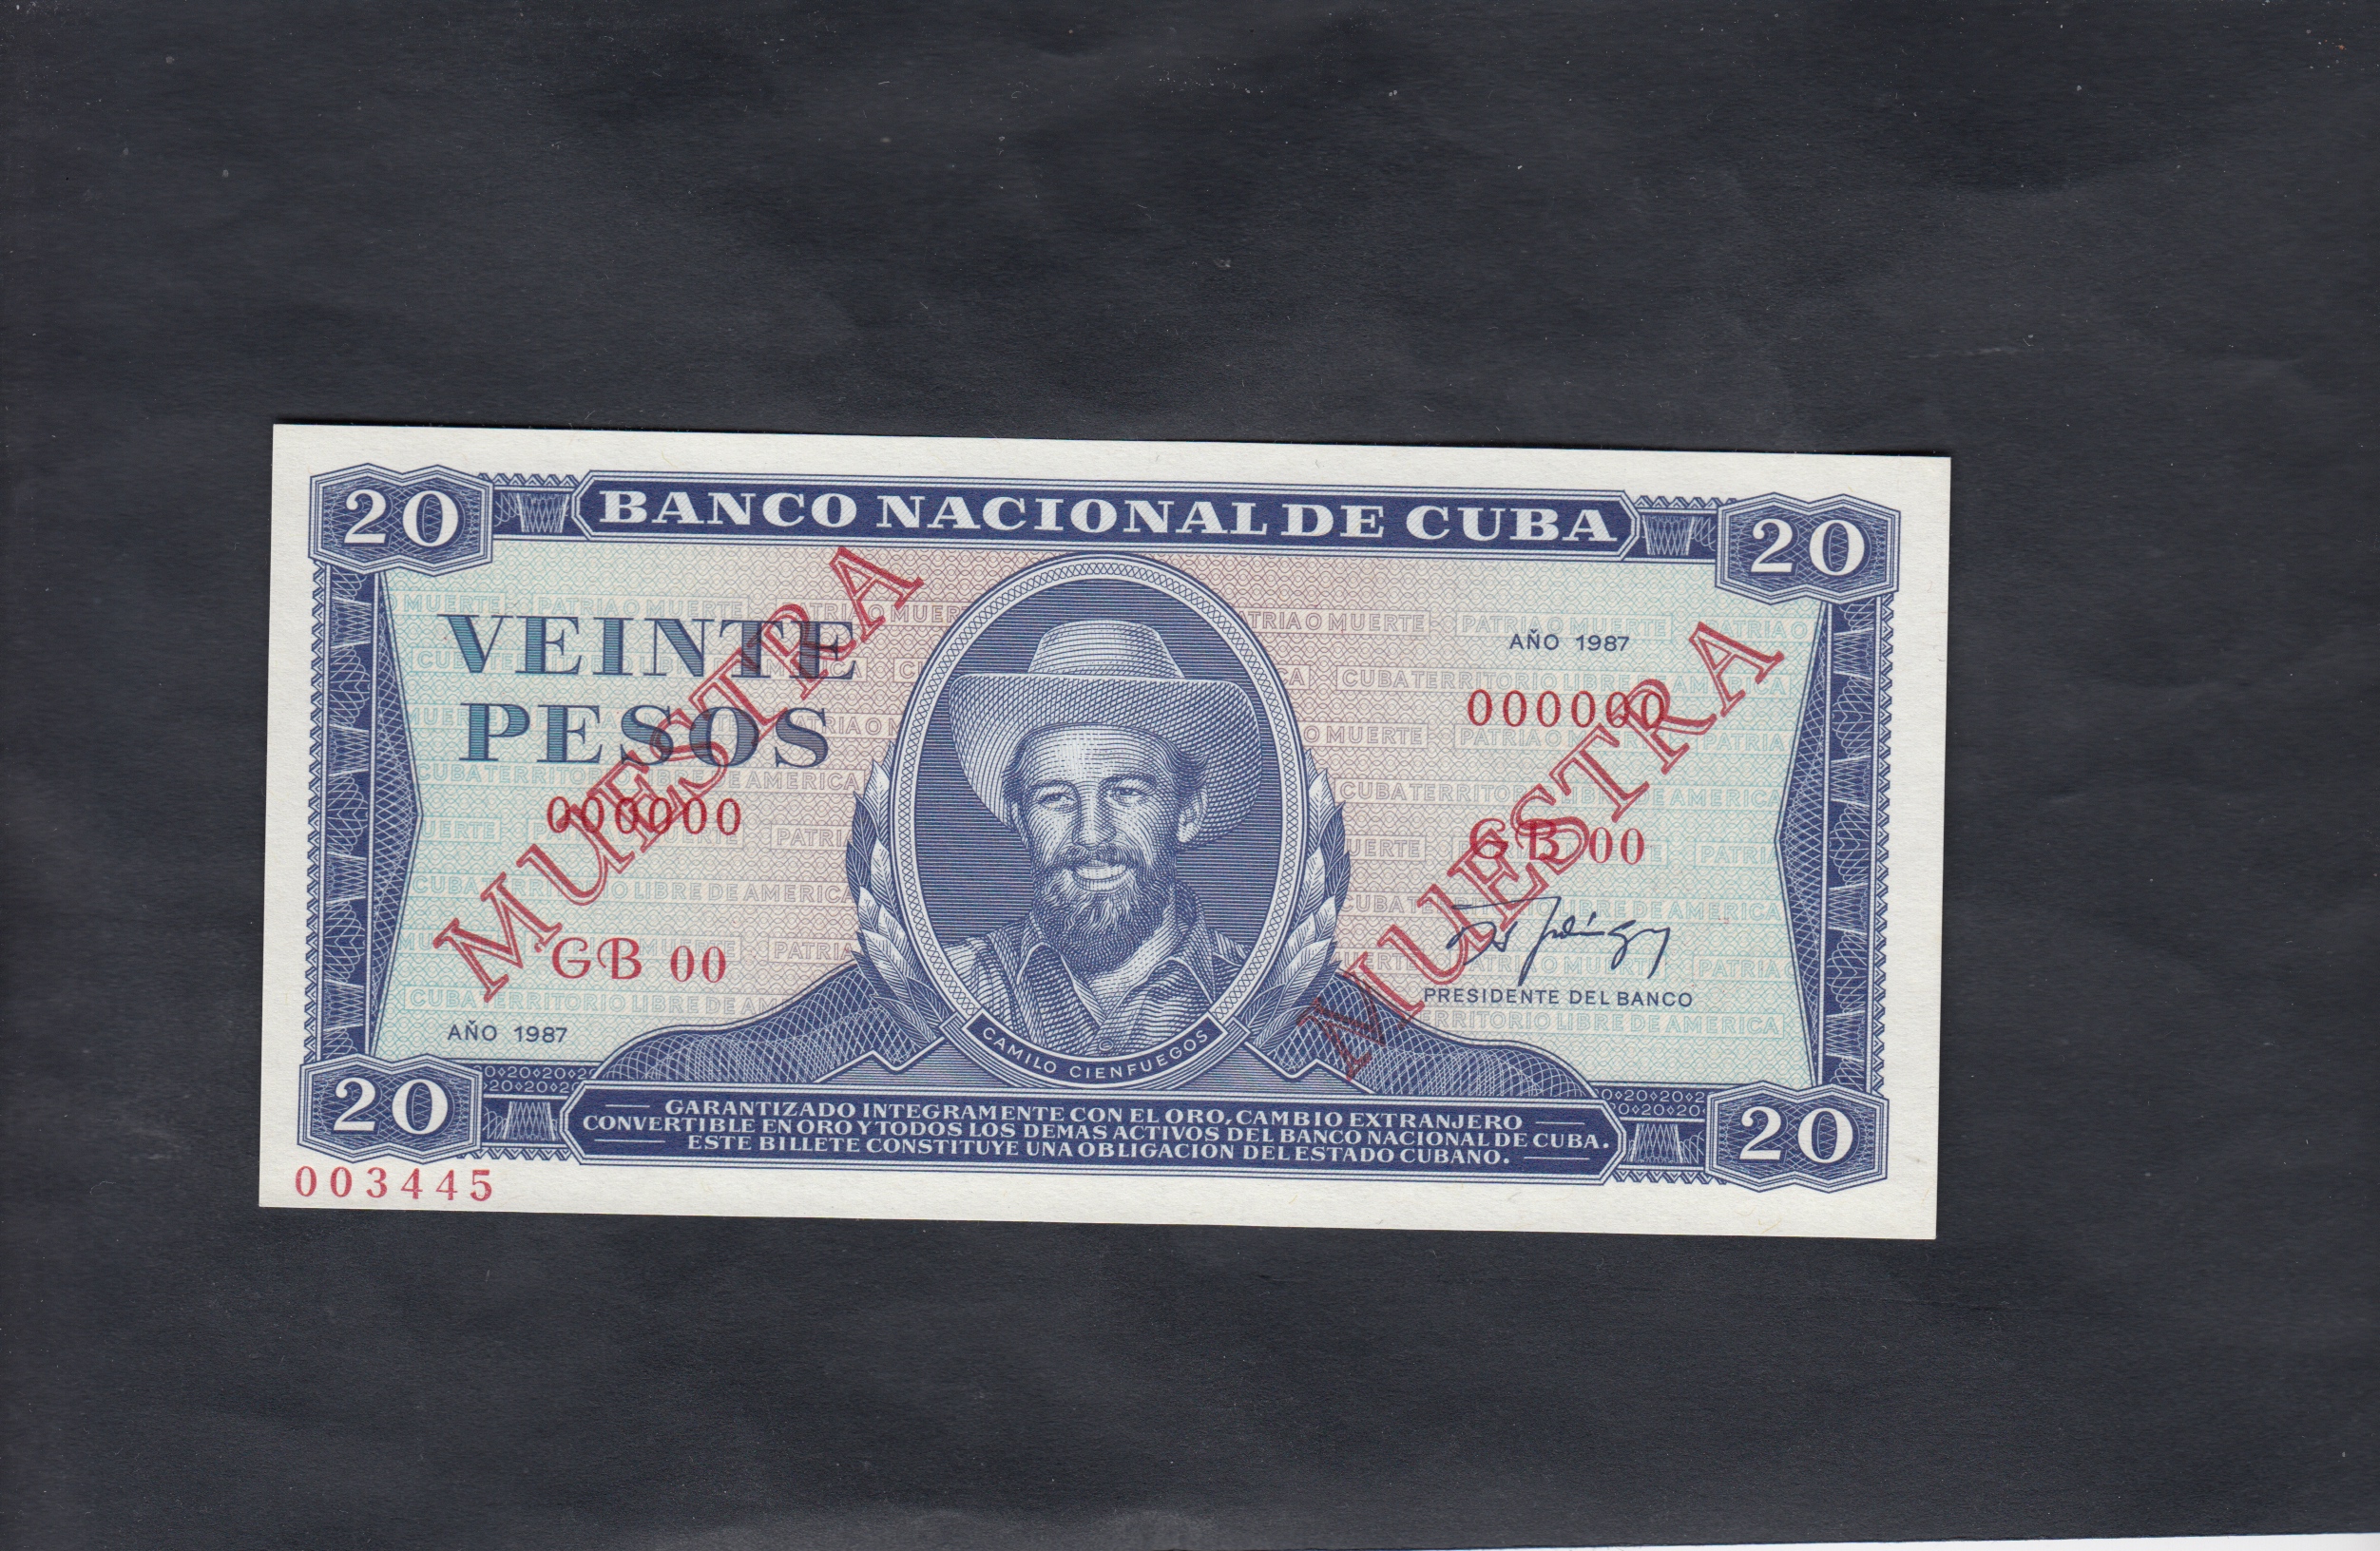 20 BANCO NACIONAL DE CUBA 20
VEINTE
PESOS
MUESTRA
000000
GB 00
AÑO 1987
PATRIA O MUERTE
CUBA TERRITORIO LIBRE DE AMERICA
CAMILO CIENFUEGOS
AÑO 1987
000000
GB 00
MUESTRA
PRESIDENTE DEL BANCO
20 20
GARANTIZADO INTEGRAMENTE CON EL ORO, CAMBIO EXTRANJERO
CONVERTIBLE EN ORO Y TODOS LOS DEMAS ACTIVOS DEL BANCO NACIONAL DE CUBA.
ESTE BILLETE CONSTITUYE UNA OBLIGACION DEL ESTADO CUBANO.
003445